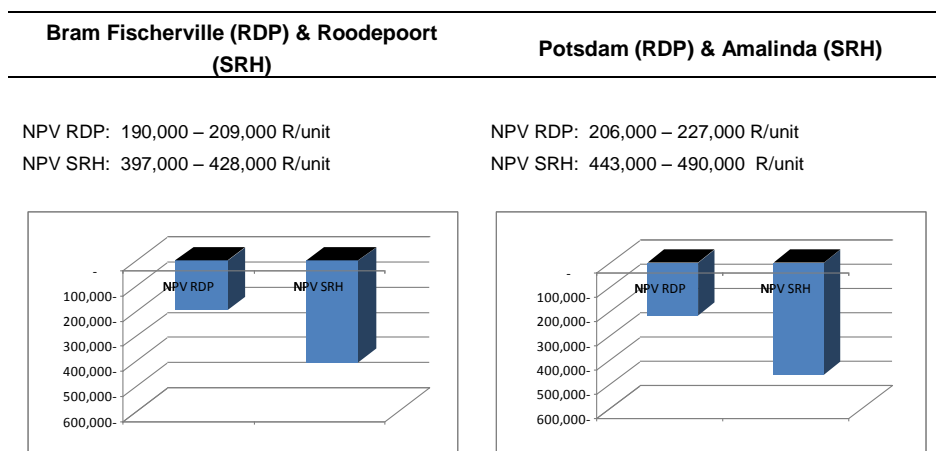 Bram Fischerville (RDP) & Roodepoort
(SRH)
Potsdam (RDP) & Amalinda (SRH)
NPV RDP: 190,000 – 209,000 R/unit
NPV SRH: 397,000 – 428,000 R/unit
NPV RDP: 206,000 – 227,000 R/unit
NPV SRH: 443,000 – 490,000 R/unit
-
100,000-
200,000-
300,000-
400,000-
500,000-
600,000-
NPV RDP
NPV SRH
-
100,000-
200,000-
300,000-
400,000-
500,000-
600,000-
NPV RDP
NPV SRH